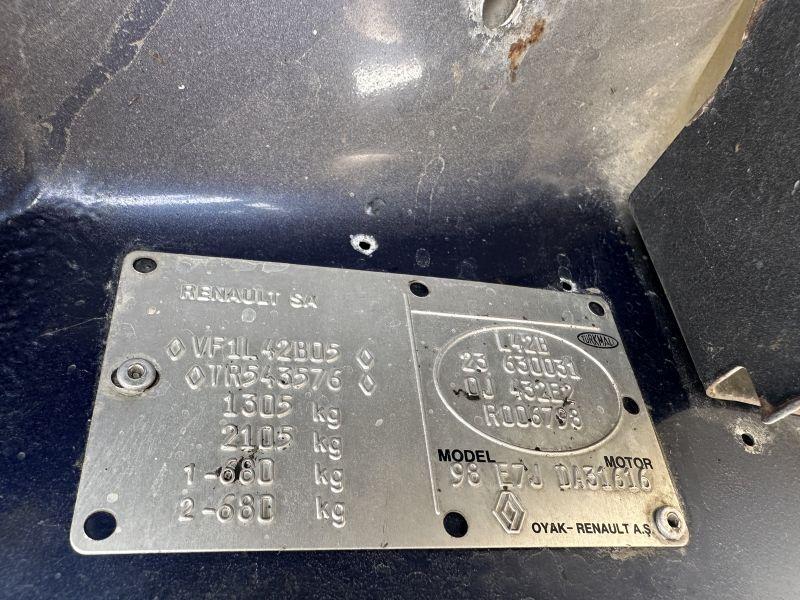 RENAULT SA
◊ VF1L42B05 ◊
◊ TR543576 ◊
1305 kg
2105 kg
1-680 kg
2-680 kg
TÜRKMALI
L42B
23 630031
0J 432E2
R006793
MODEL MOTOR
98 E7J DA31616
OYAK-RENAULT A.Ş.